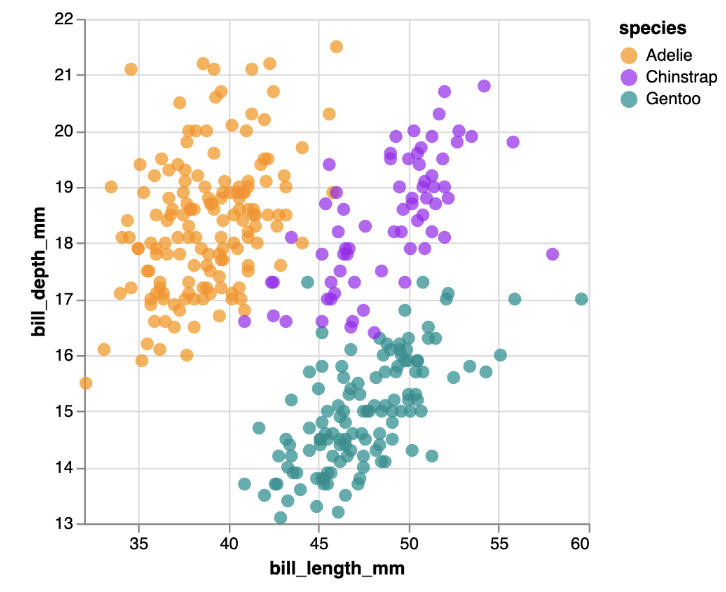 species
Adelie
Chinstrap
Gentoo
bill_depth_mm
22
21
20
19
18
17
16
15
14
13
35 40 45 50 55 60
bill_length_mm